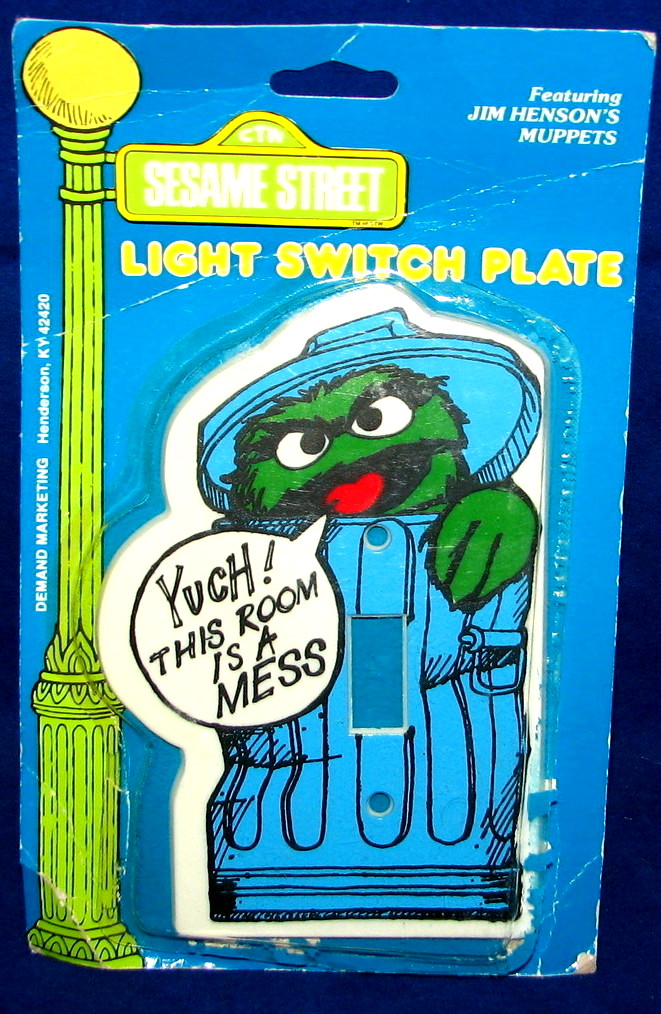 Featuring
JIM HENSON'S
MUPPETS
CTW
SESAME STREET
LIGHT SWITCH PLATE
DEMAND MARKETING Henderson, KY 42420
YUCH!
THIS ROOM
IS A
MESS